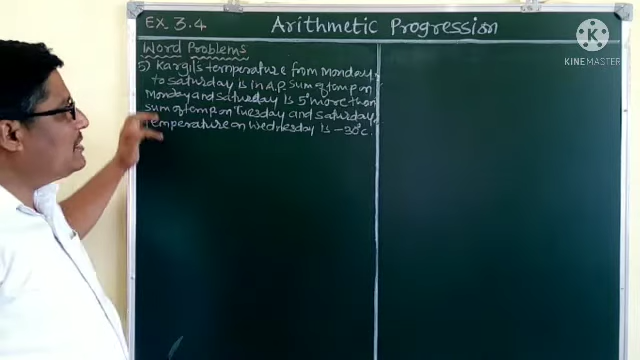 EX 3.4 Arithmetic Progression
Word Problems
5) Kargil's temperature from Monday
to Saturday is in A.P. Sum of temp on
Monday and Saturday is 5° more than
sum of temp on Tuesday and Saturday.
Temperature on Wednesday is -30°c.
KINEMASTER